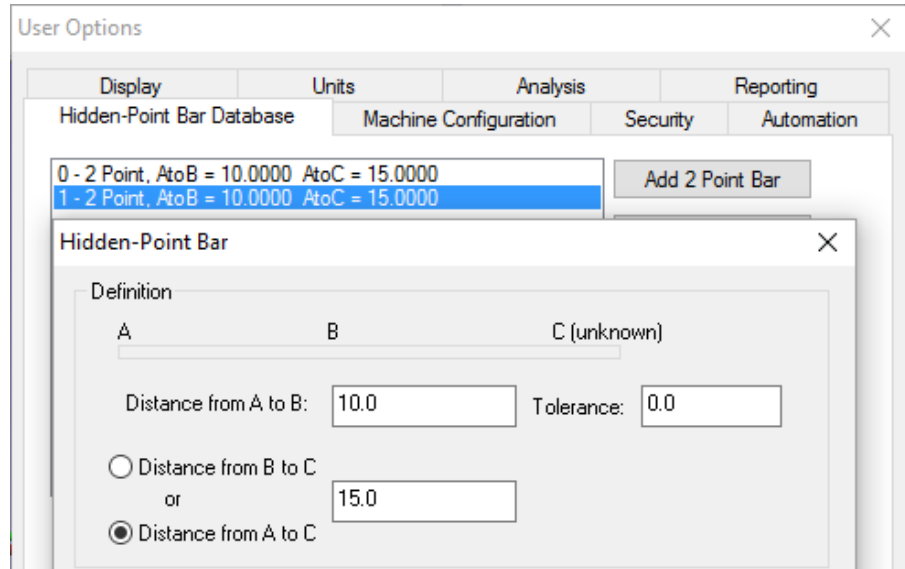 User Options
Display Units Analysis Reporting
Hidden-Point Bar Database Machine Configuration Security Automation
0 - 2 Point, AtoB = 10.0000 AtoC = 15.0000
1 - 2 Point, AtoB = 10.0000 AtoC = 15.0000
Add 2 Point Bar
Hidden-Point Bar
Definition
A B C (unknown)
Distance from A to B: 10.0 Tolerance: 0.0
Distance from B to C
or 15.0
Distance from A to C